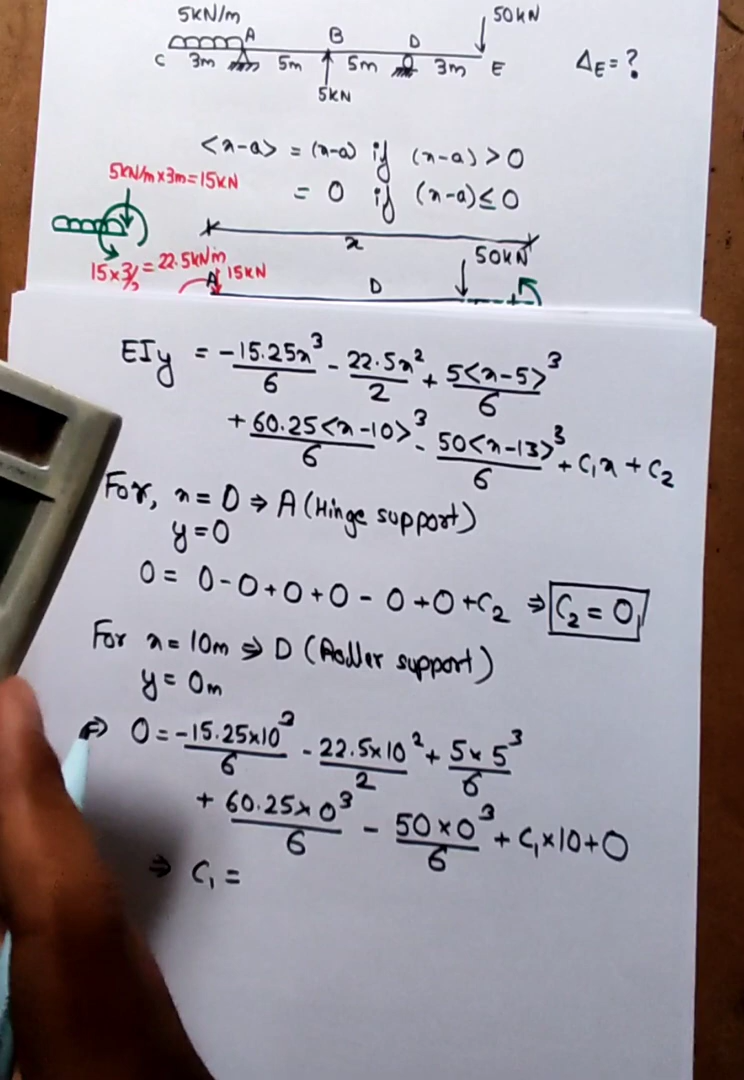 5KN/m
50KN
A B D
C 3m 5m 5m 3m E ΔE = ?
5KN
<x-a> = (x-a) if (x-a) > 0
5KN/m x 3m = 15KN
= 0 if (x-a) ≤ 0
x
15 x 3/2 = 22.5KNm
50KN
A 15KN D
EIy = -15.25x³/6 - 22.5x²/2 + 5<x-5>³/6
+ 60.25<x-10>³/6 - 50<x-13>³/6 + C₁x + C₂
For, x = 0 ⇒ A (Hinge support)
y = 0
0 = 0 - 0 + 0 + 0 - 0 + 0 + C₂ ⇒ C₂ = 0,
For x = 10m ⇒ D (Roller support)
y = 0m
⇒ 0 = -15.25x10³/6 - 22.5x10²/2 + 5x5³/6
+ 60.25x0³/6 - 50x0³/6 + C₁x10 + 0
⇒ C₁ =